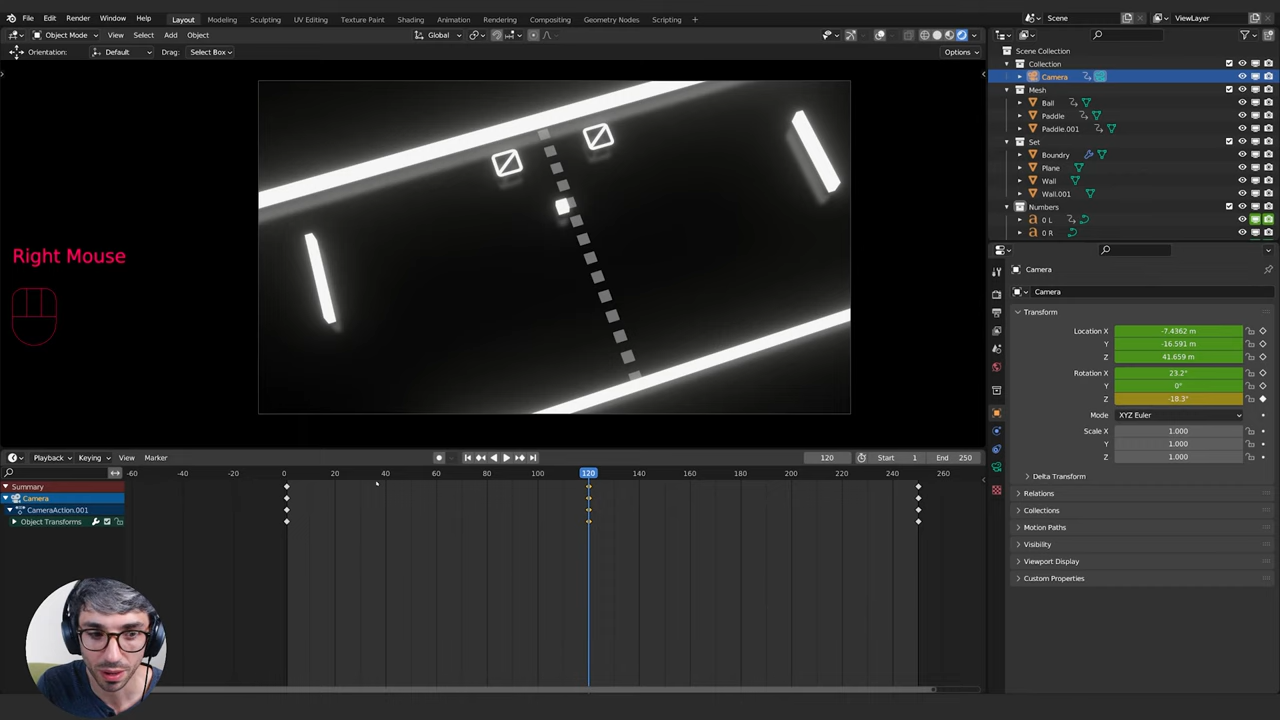 File Edit Render Window Help Layout Modeling Sculpting UV Editing Texture Paint Shading Animation Rendering Compositing Geometry Nodes Scripting + Scene ViewLayer
Object Mode View Select Add Object Global
Orientation: Default Drag: Select Box Options
Scene Collection
Collection
Camera
Mesh
Ball
Paddle
Paddle.001
Set
Boundry
Plane
Wall
Wall.001
Numbers
0 L
0 R
Right Mouse
Camera
Camera
Transform
Location X -7.4362 m
Y -16.591 m
Z 41.659 m
Rotation X 23.2°
Y 0°
Z -18.3°
Mode XYZ Euler
Scale X 1.000
Y 1.000
Z 1.000
Delta Transform
Relations
Collections
Motion Paths
Visibility
Viewport Display
Custom Properties
Playback Keying View Marker 120 Start 1 End 250
-60 -40 -20 0 20 40 60 80 100 120 140 160 180 200 220 240 260
Summary
Camera
CameraAction.001
Object Transforms